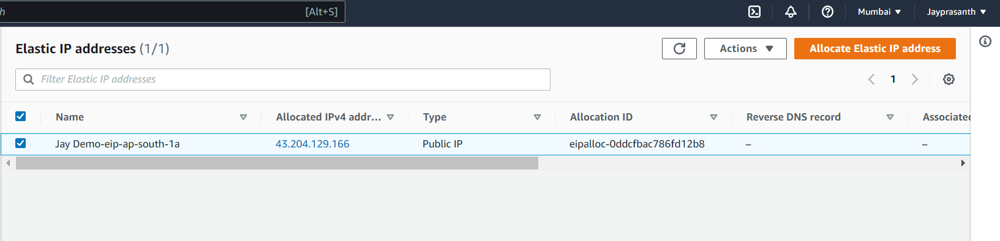 h [Alt+S] Mumbai Jayprasanth
Elastic IP addresses (1/1) Actions Allocate Elastic IP address
Filter Elastic IP addresses 1
Name Allocated IPv4 addr... Type Allocation ID Reverse DNS record Associated
Jay Demo-eip-ap-south-1a 43.204.129.166 Public IP eipalloc-0ddcfbac786fd12b8 – –